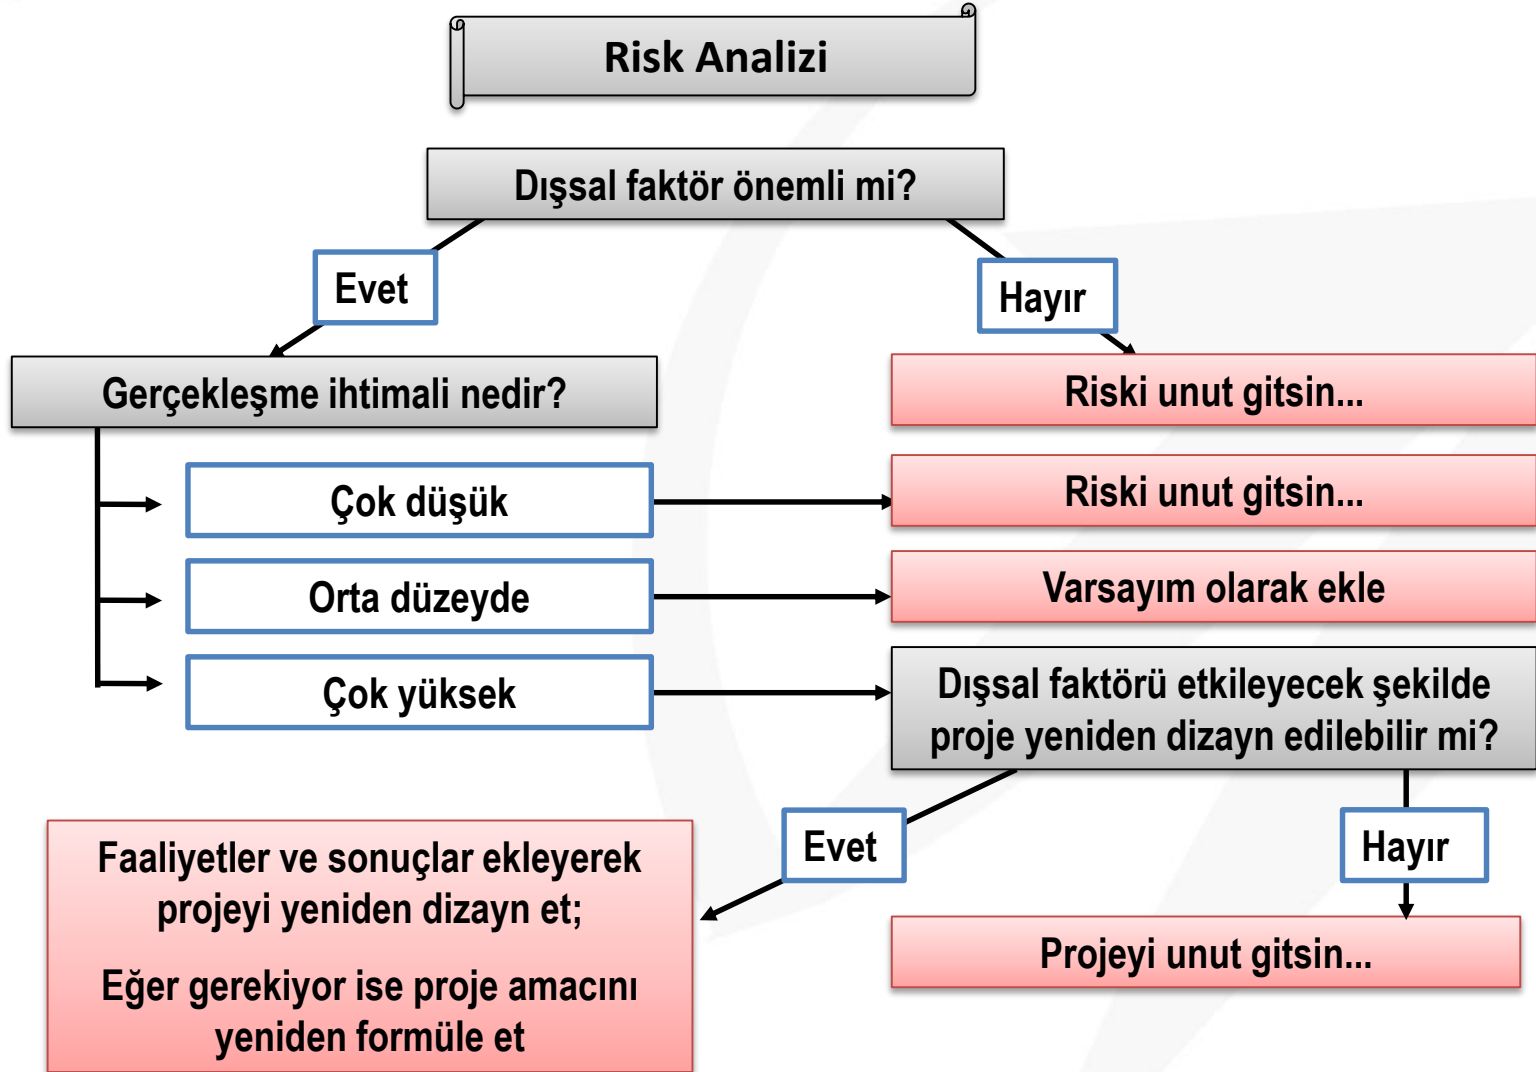 Risk Analizi
Dışsal faktör önemli mi?
Evet
Hayır
Gerçekleşme ihtimali nedir?
Riski unut gitsin...
Çok düşük
Riski unut gitsin...
Orta düzeyde
Varsayım olarak ekle
Çok yüksek
Dışsal faktörü etkileyecek şekilde
proje yeniden dizayn edilebilir mi?
Evet
Hayır
Faaliyetler ve sonuçlar ekleyerek
projeyi yeniden dizayn et;
Eğer gerekiyor ise proje amacını
yeniden formüle et
Projeyi unut gitsin...